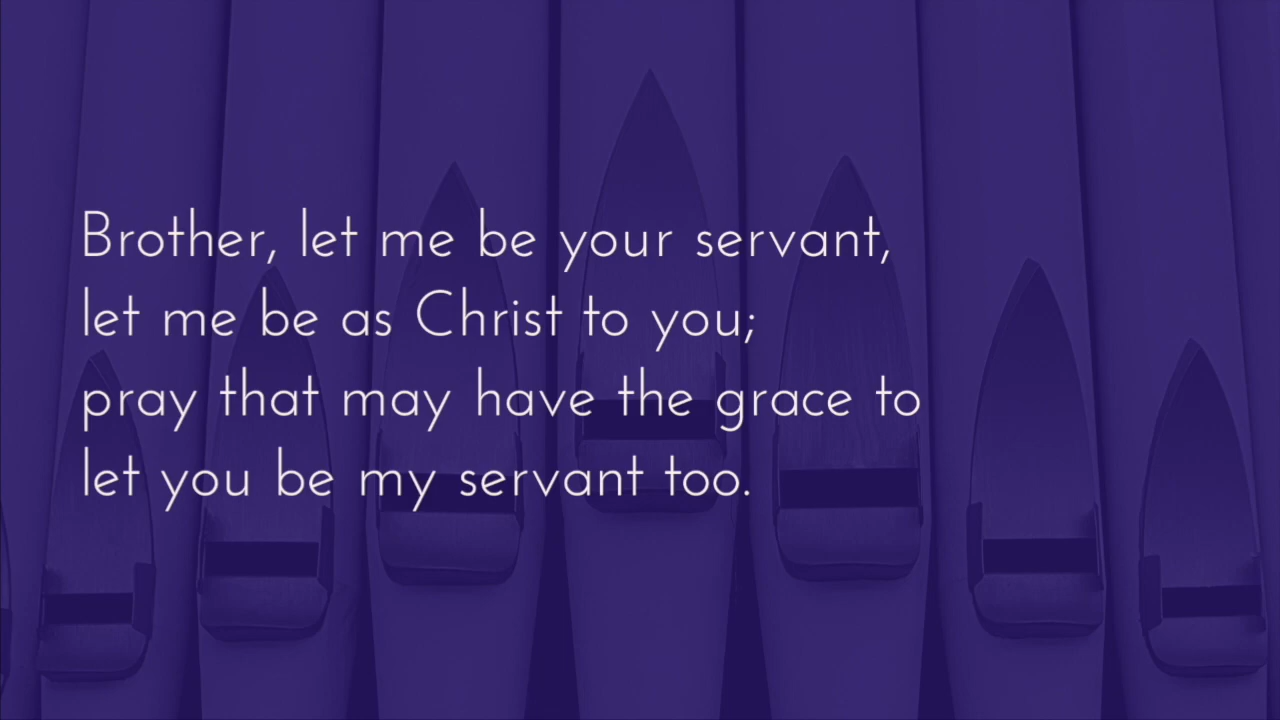 Brother, let me be your servant,
let me be as Christ to you;
pray that may have the grace to
let you be my servant too.